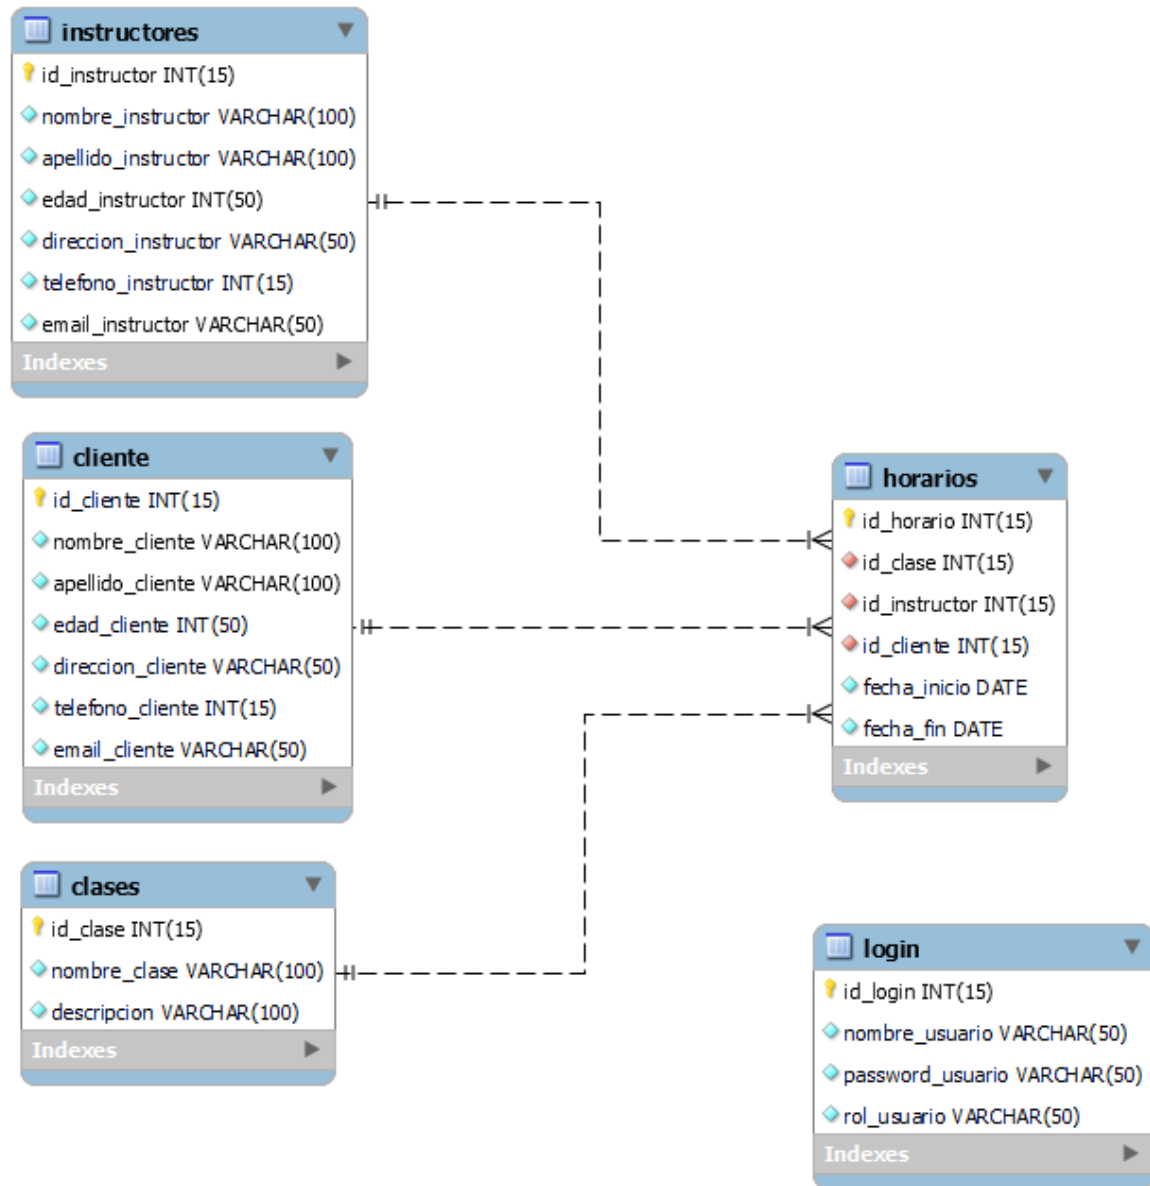 instructores
id_instructor INT(15)
nombre_instructor VARCHAR(100)
apellido_instructor VARCHAR(100)
edad_instructor INT(50)
direccion_instructor VARCHAR(50)
telefono_instructor INT(15)
email_instructor VARCHAR(50)
Indexes
cliente
id_cliente INT(15)
nombre_cliente VARCHAR(100)
apellido_cliente VARCHAR(100)
edad_cliente INT(50)
direccion_cliente VARCHAR(50)
telefono_cliente INT(15)
email_cliente VARCHAR(50)
Indexes
horarios
id_horario INT(15)
id_clase INT(15)
id_instructor INT(15)
id_cliente INT(15)
fecha_inicio DATE
fecha_fin DATE
Indexes
clases
id_clase INT(15)
nombre_clase VARCHAR(100)
descripcion VARCHAR(100)
Indexes
login
id_login INT(15)
nombre_usuario VARCHAR(50)
password_usuario VARCHAR(50)
rol_usuario VARCHAR(50)
Indexes